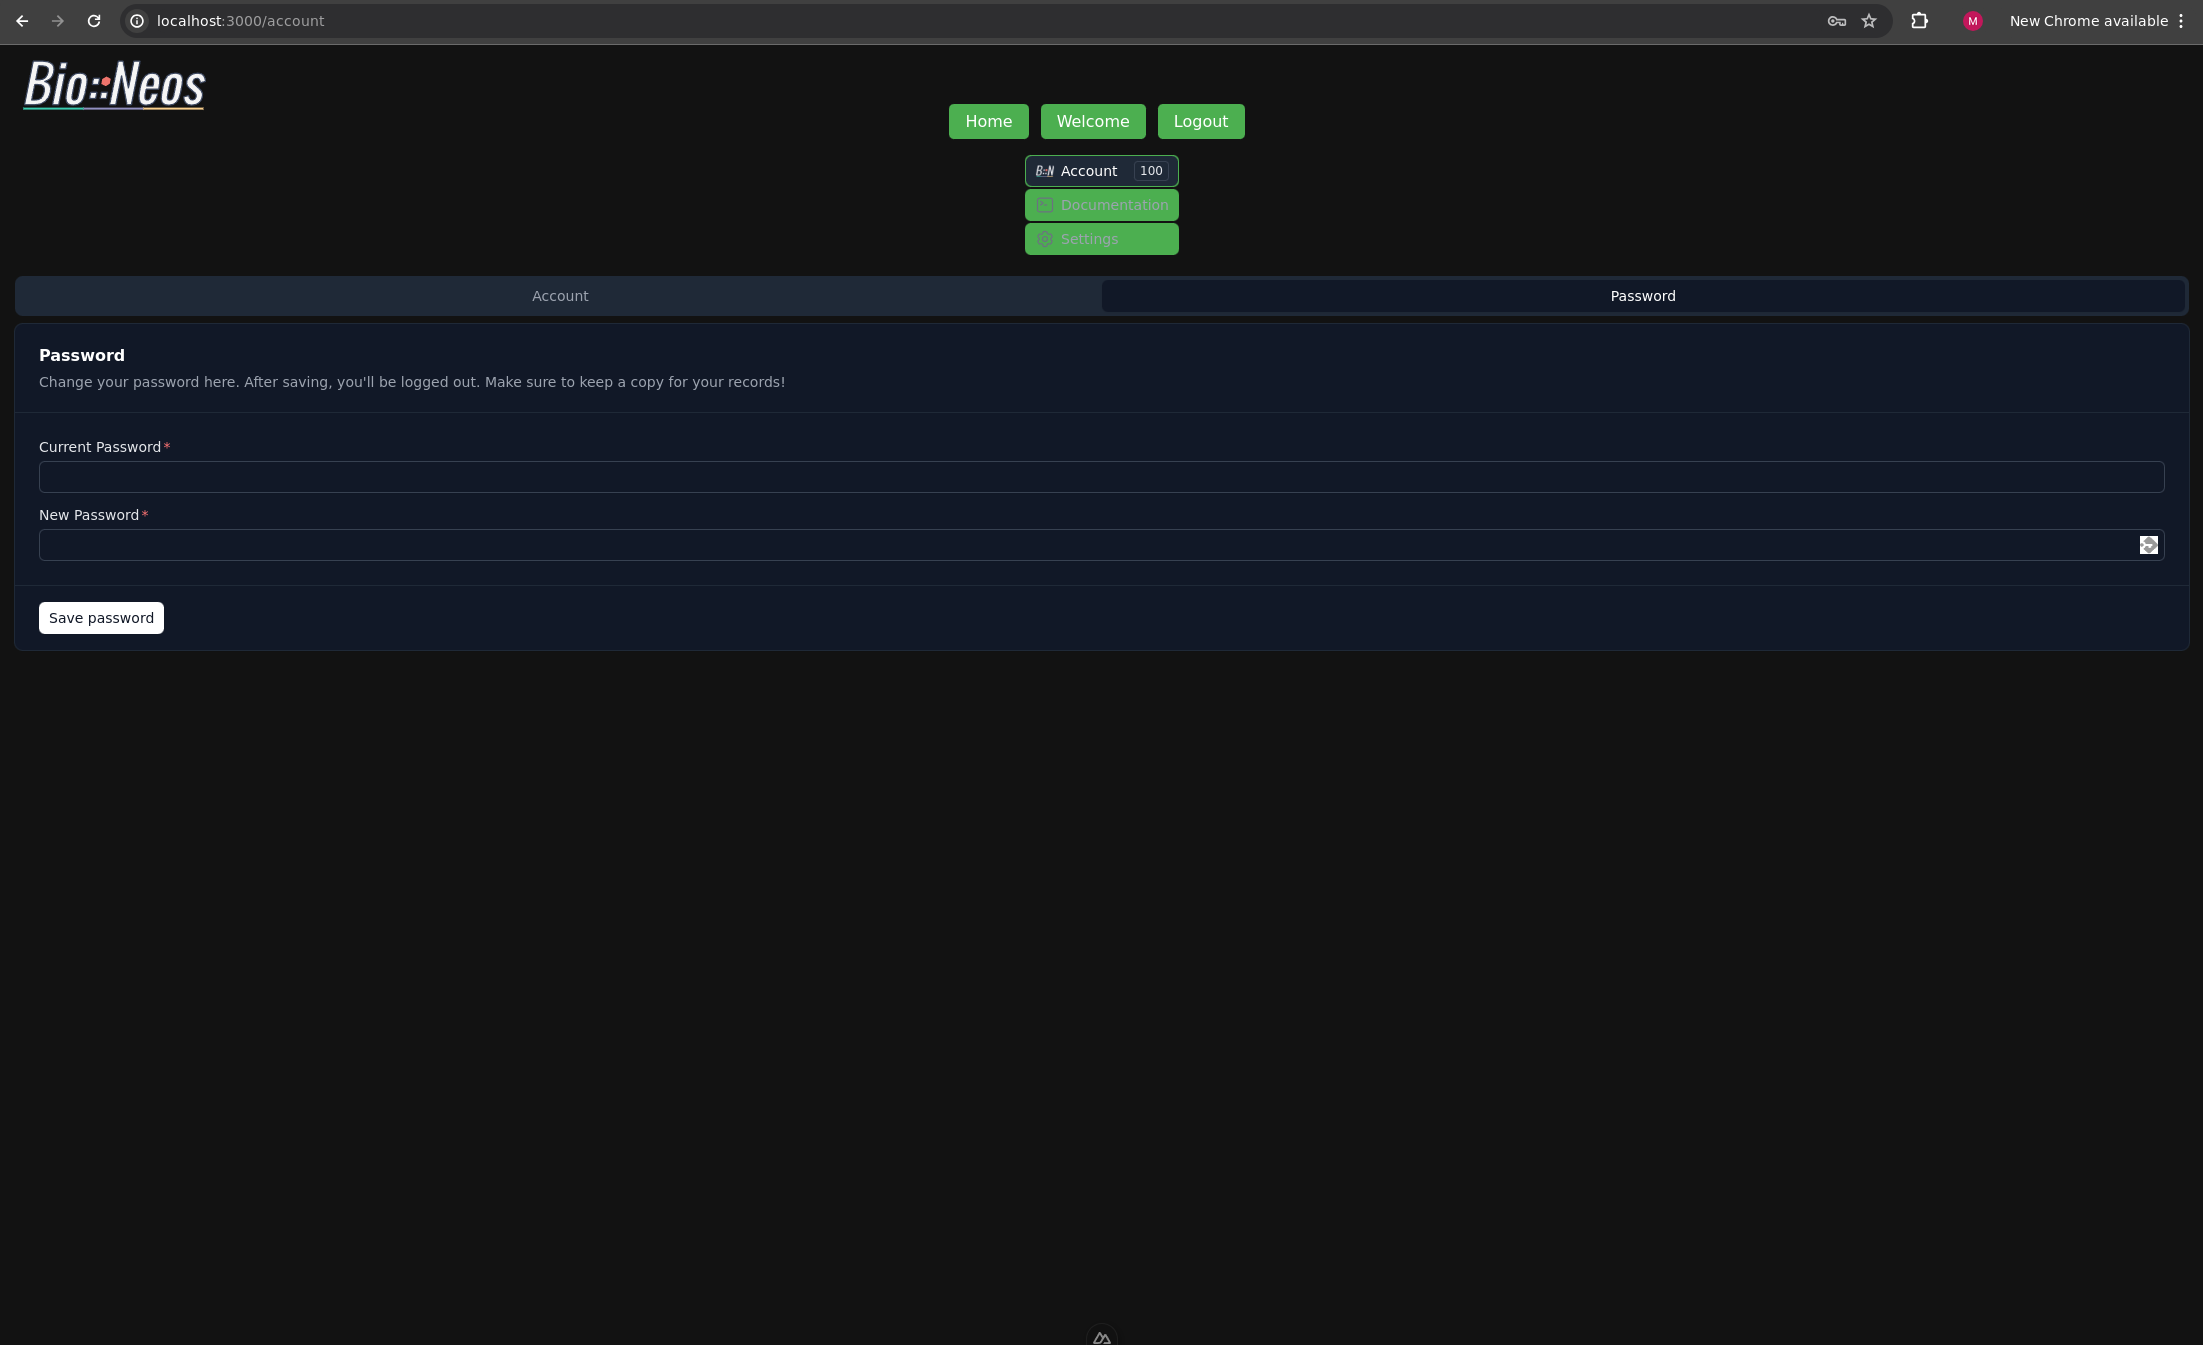 localhost:3000/account
M
New Chrome available
Bio::Neos
Home Welcome Logout
B::N Account 100
Documentation
Settings
Account Password
Password
Change your password here. After saving, you'll be logged out. Make sure to keep a copy for your records!
Current Password*
New Password*
Save password